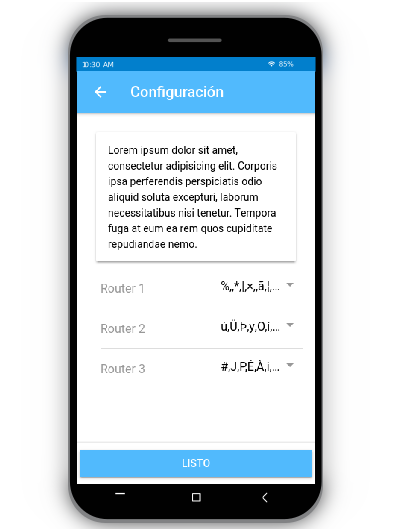 10:30 AM
85%
Configuración
Lorem ipsum dolor sit amet,
consectetur adipisicing elit. Corporis
ipsa perferendis perspiciatis odio
aliquid soluta excepturi, laborum
necessitatibus nisi tenetur. Tempora
fuga at eum ea rem quos cupiditate
repudiandae nemo.
Router 1
Router 2
Router 3
LISTO